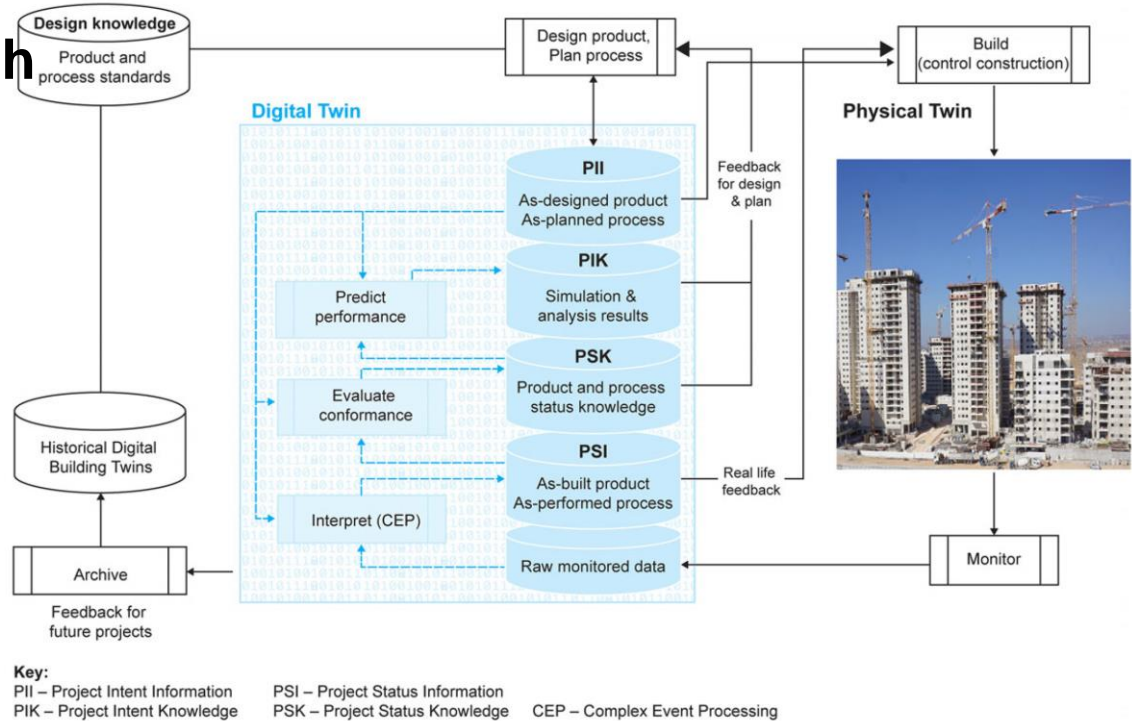 Design knowledge
h
Product and
process standards
Design product,
Plan process
Build
(control construction)
Digital Twin
Physical Twin
PII
As-designed product
As-planned process
Feedback
for design
& plan
PIK
Simulation &
analysis results
Predict
performance
PSK
Product and process
status knowledge
Evaluate
conformance
Historical Digital
Building Twins
PSI
As-built product
As-performed process
Real life
feedback
Interpret (CEP)
Raw monitored data
Monitor
Archive
Feedback for
future projects
Key:
PII – Project Intent Information PSI – Project Status Information
PIK – Project Intent Knowledge PSK – Project Status Knowledge CEP – Complex Event Processing